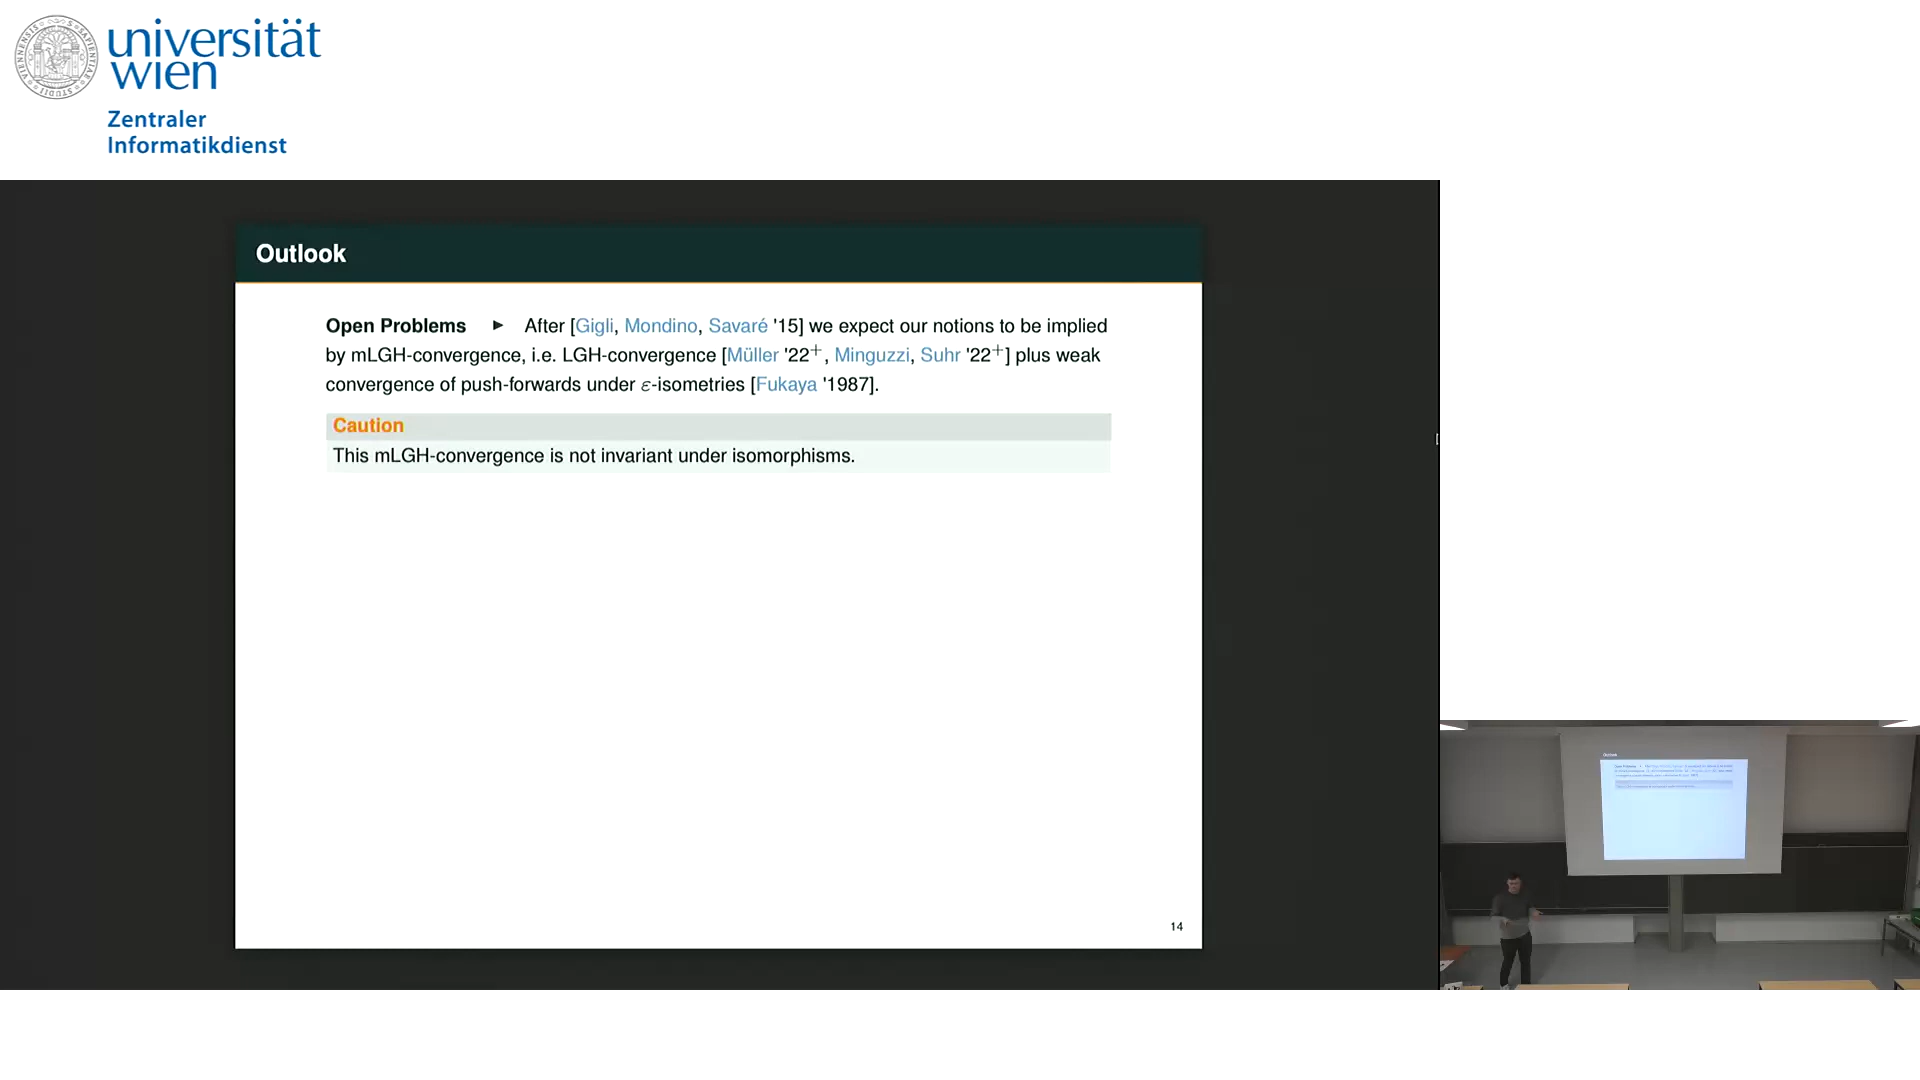 universität
wien
Zentraler
Informatikdienst
Outlook
Open Problems ► After [Gigli, Mondino, Savaré '15] we expect our notions to be implied
by mLGH-convergence, i.e. LGH-convergence [Müller '22⁺, Minguzzi, Suhr '22⁺] plus weak
convergence of push-forwards under ε-isometries [Fukaya '1987].
Caution
This mLGH-convergence is not invariant under isomorphisms.
14